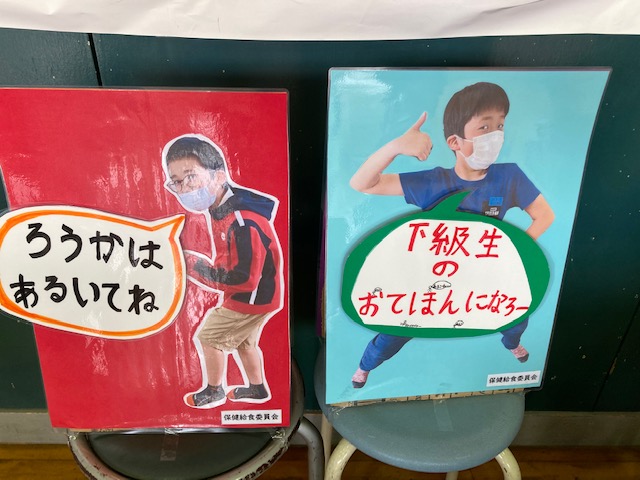 ろうかは
あるいてね
保健給食委員会
下級生
の
おてほんになろー
保健給食委員会